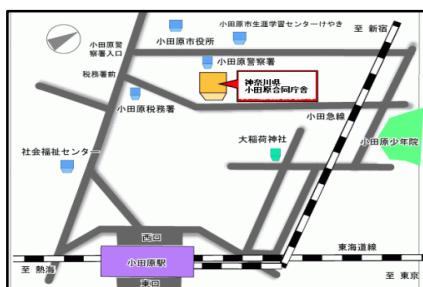 小田原市生涯学習センターけやき
至 新宿
小田原市役所
小田原警
察署入口
小田原警察署
税務署前
神奈川県
小田原合同庁舎
小田原税務署
小田急線
大稲荷神社
小田原少年院
社会福祉センター
西口
東海道線
小田原駅
至 熱海
東口
至 東京